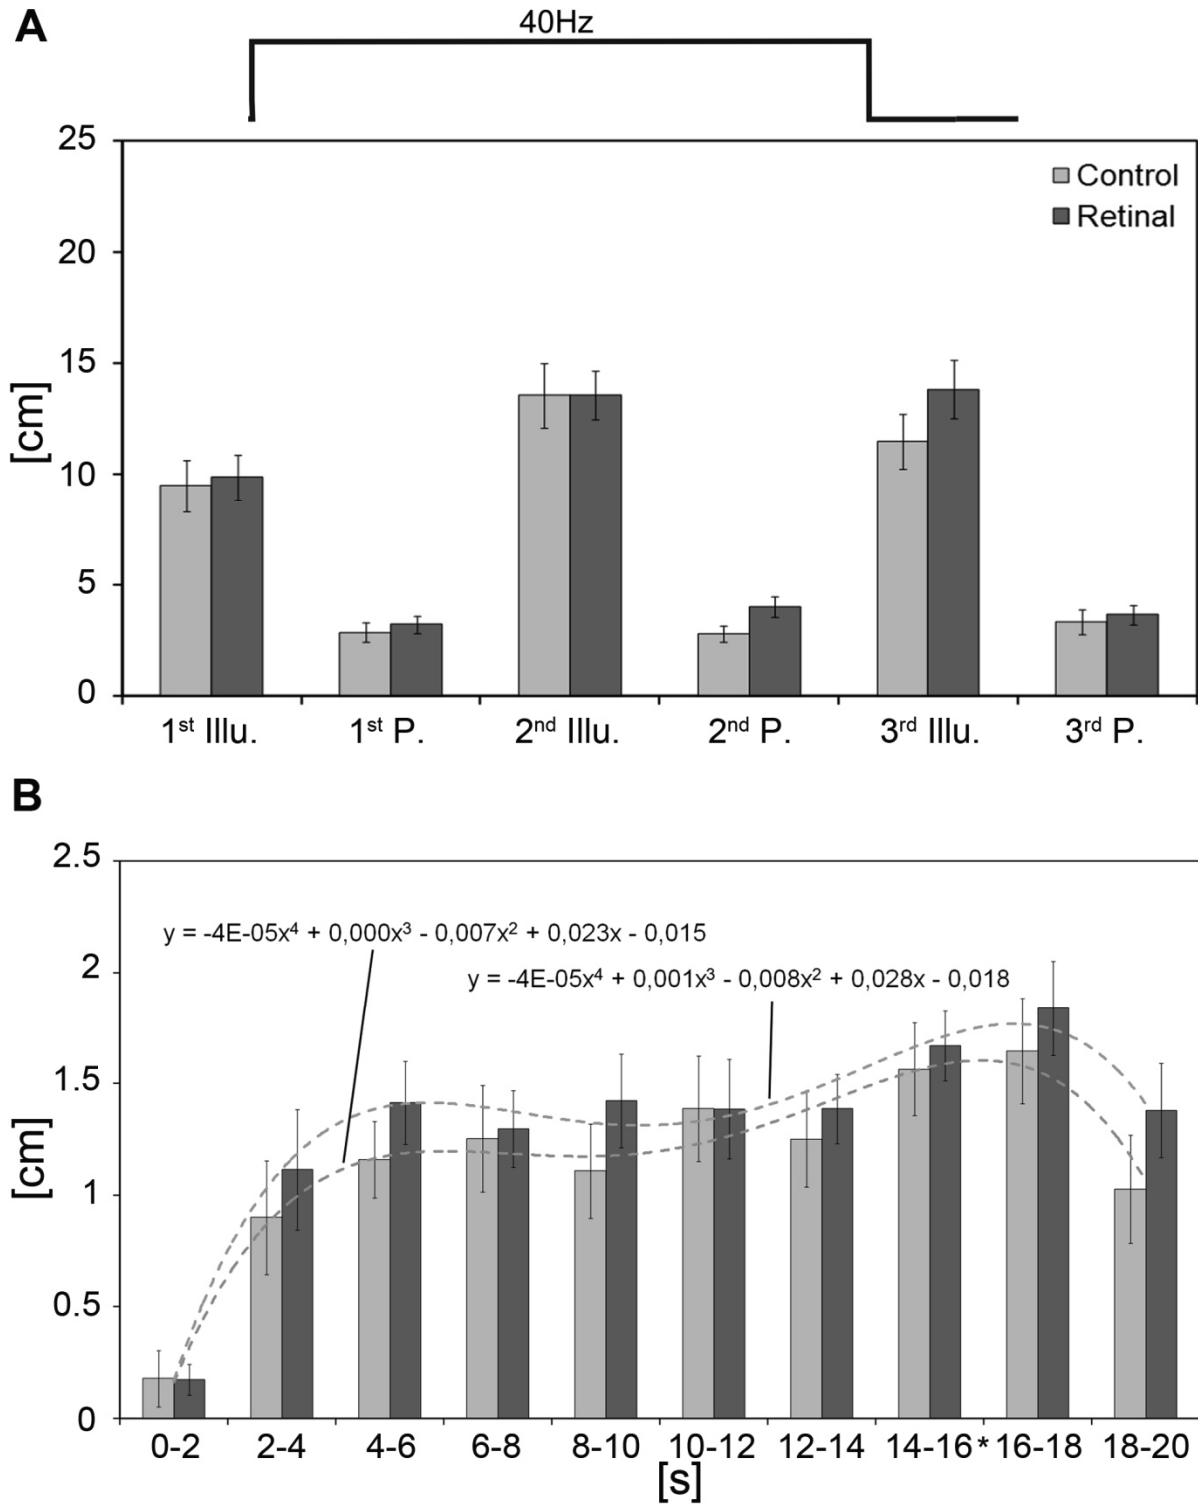 A
40Hz
25
Control
Retinal
20
15
[cm]
10
5
0
1st Illu. 1st P. 2nd Illu. 2nd P. 3rd Illu. 3rd P.
B
2.5
y = -4E-05x⁴ + 0,000x³ - 0,007x² + 0,023x - 0,015
2
y = -4E-05x⁴ + 0,001x³ - 0,008x² + 0,028x - 0,018
1.5
[cm]
1
0.5
0
0-2 2-4 4-6 6-8 8-10 10-12 12-14 14-16* 16-18 18-20
[s]